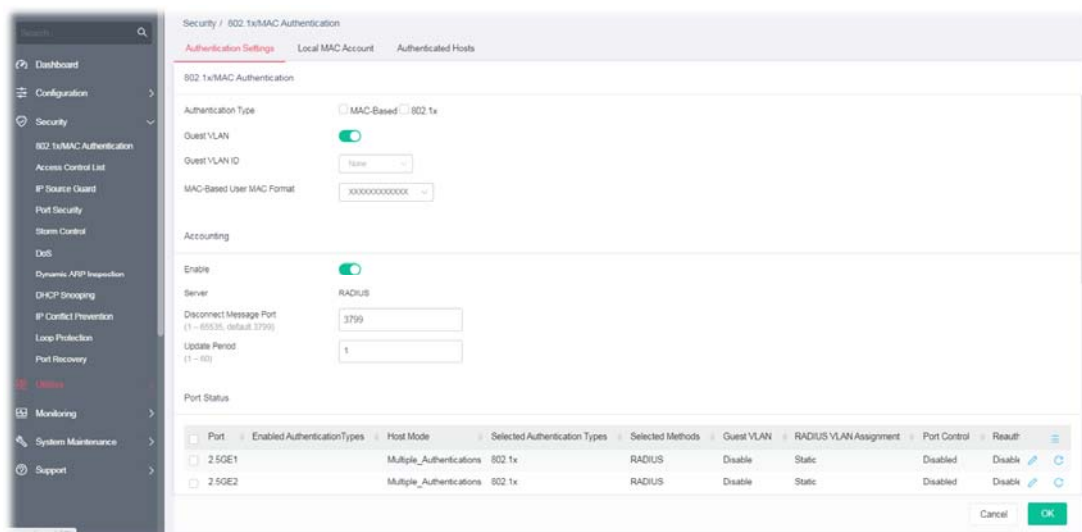 Search...
Security / 802.1x/MAC Authentication
Authentication Settings Local MAC Account Authenticated Hosts
Dashboard
Configuration
Security
802.1x/MAC Authentication
Access Control List
IP Source Guard
Port Security
Storm Control
DoS
Dynamic ARP Inspection
DHCP Snooping
IP Conflict Prevention
Loop Protection
Port Recovery
Utilities
Monitoring
System Maintenance
Support
802.1x/MAC Authentication
Authentication Type MAC-Based 802.1x
Guest VLAN
Guest VLAN ID None
MAC-Based User MAC Format XXXXXXXXXXXX
Accounting
Enable
Server RADIUS
Disconnect Message Port 3799
(1 – 65535, default 3799)
Update Period 1
(1 – 60)
Port Status
Port Enabled AuthenticationTypes Host Mode Selected Authentication Types Selected Methods Guest VLAN RADIUS VLAN Assignment Port Control Reauth
2.5GE1 Multiple_Authentications 802.1x RADIUS Disable Static Disabled Disable
2.5GE2 Multiple_Authentications 802.1x RADIUS Disable Static Disabled Disable
Cancel OK